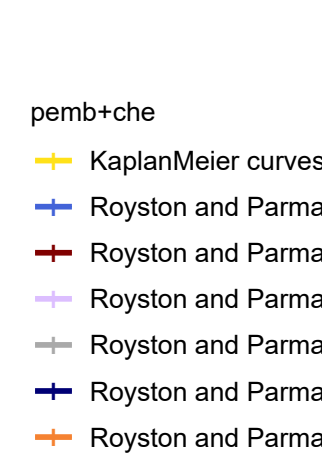 pemb+che
KaplanMeier curves
Royston and Parma
Royston and Parma
Royston and Parma
Royston and Parma
Royston and Parma
Royston and Parma